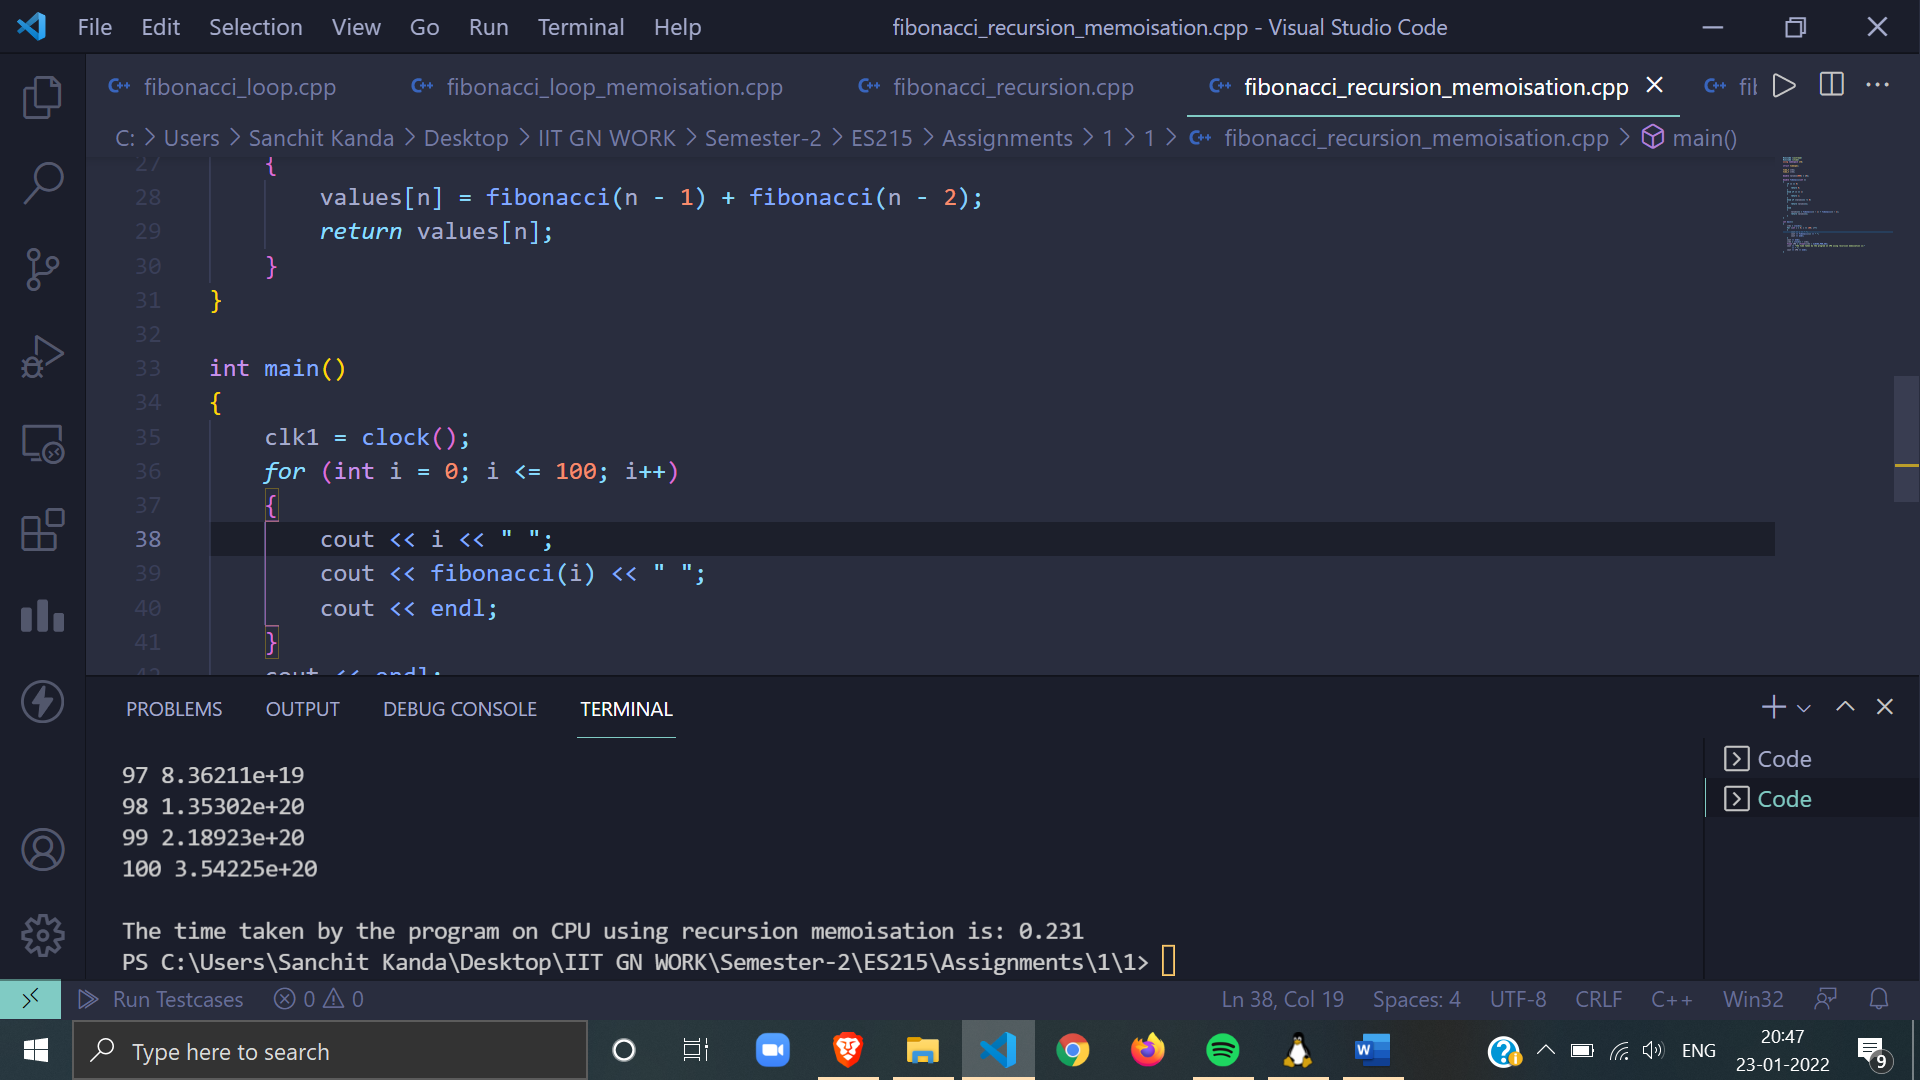 File Edit Selection View Go Run Terminal Help fibonacci_recursion_memoisation.cpp - Visual Studio Code
fibonacci_loop.cpp fibonacci_loop_memoisation.cpp fibonacci_recursion.cpp fibonacci_recursion_memoisation.cpp
C: > Users > Sanchit Kanda > Desktop > IIT GN WORK > Semester-2 > ES215 > Assignments > 1 > 1 > fibonacci_recursion_memoisation.cpp > main()
27 {
28 values[n] = fibonacci(n - 1) + fibonacci(n - 2);
29 return values[n];
30 }
31 }
32
33 int main()
34 {
35 clk1 = clock();
36 for (int i = 0; i <= 100; i++)
37 {
38 cout << i << " ";
39 cout << fibonacci(i) << " ";
40 cout << endl;
41 }
42 cout << endl;
PROBLEMS OUTPUT DEBUG CONSOLE TERMINAL
97 8.36211e+19
98 1.35302e+20
99 2.18923e+20
100 3.54225e+20
The time taken by the program on CPU using recursion memoisation is: 0.231
PS C:\Users\Sanchit Kanda\Desktop\IIT GN WORK\Semester-2\ES215\Assignments\1\1>
Code
Code
Run Testcases 0 0 Ln 38, Col 19 Spaces: 4 UTF-8 CRLF C++ Win32
Type here to search
ENG
20:47
23-01-2022
9